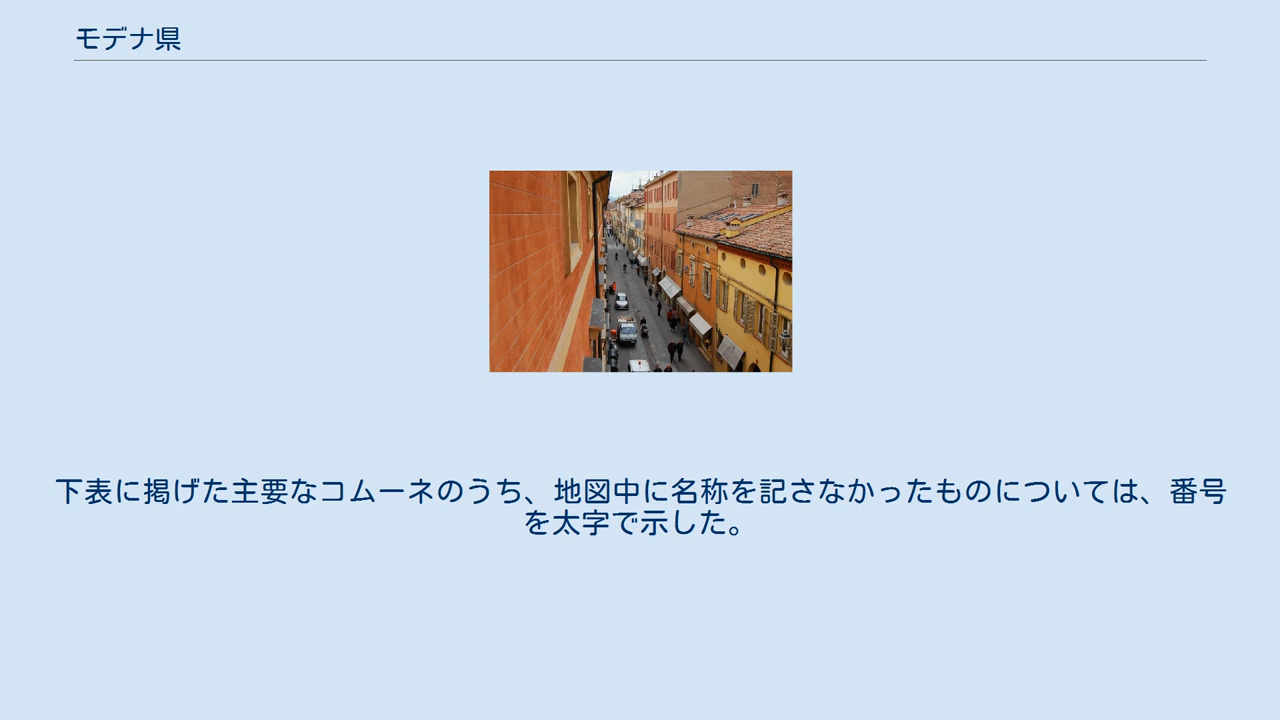 モデナ県
下表に掲げた主要なコムーネのうち、地図中に名称を記さなかったものについては、番号
を太字で示した。